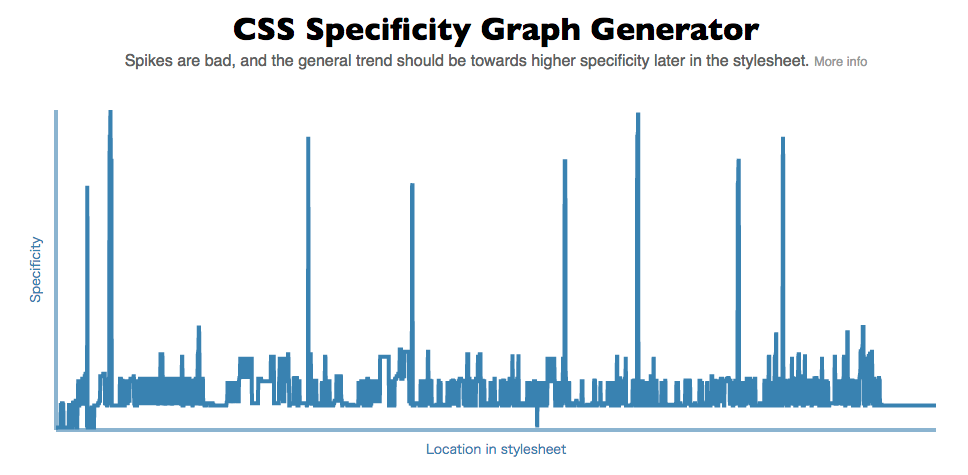 CSS Specificity Graph Generator
Spikes are bad, and the general trend should be towards higher specificity later in the stylesheet. More info
Specificity
Location in stylesheet